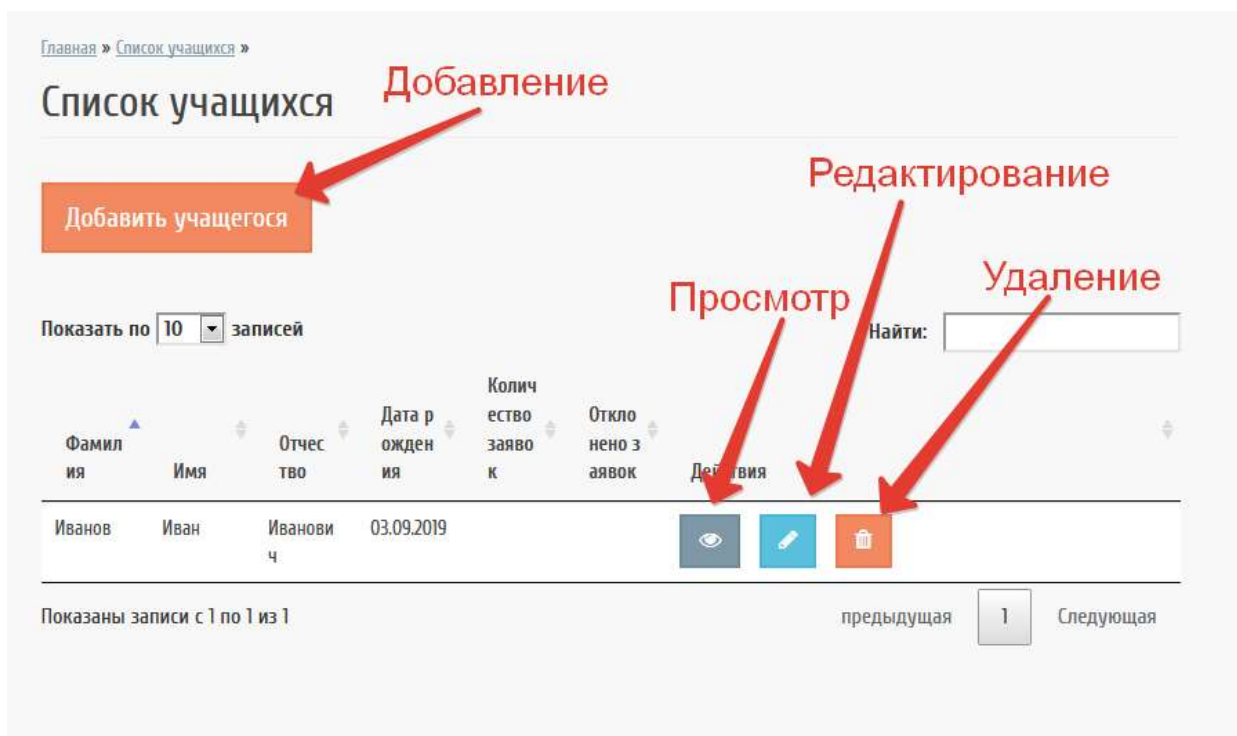 Главная » Список учащихся »
Добавление
Список учащихся
Редактирование
Добавить учащегося
Удаление
Просмотр
Показать по 10 записей
Найти:
Фамил
ия
Имя
Отчес
тво
Дата р
ожден
ия
Колич
ество
заяво
к
Откло
нено з
аявок
Действия
Иванов
Иван
Иванови
ч
03.09.2019
Показаны записи с 1 по 1 из 1
предыдущая 1 Следующая